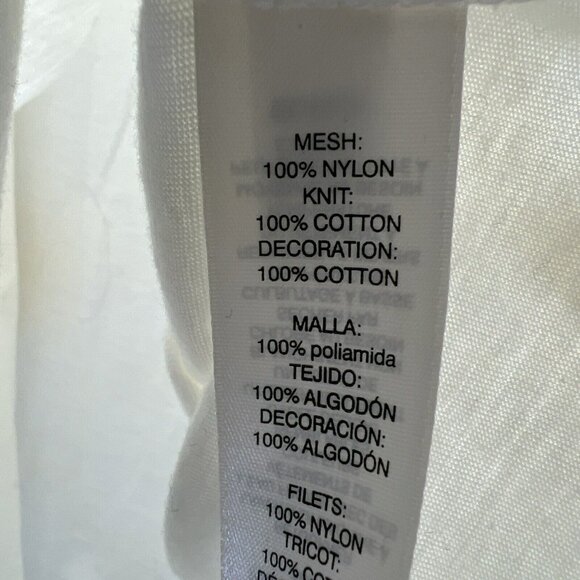 MESH:
100% NYLON
KNIT:
100% COTTON
DECORATION:
100% COTTON
MALLA:
100% poliamida
TEJIDO:
100% ALGODÓN
DECORACIÓN:
100% ALGODÓN
FILETS:
100% NYLON
TRICOT:
100%